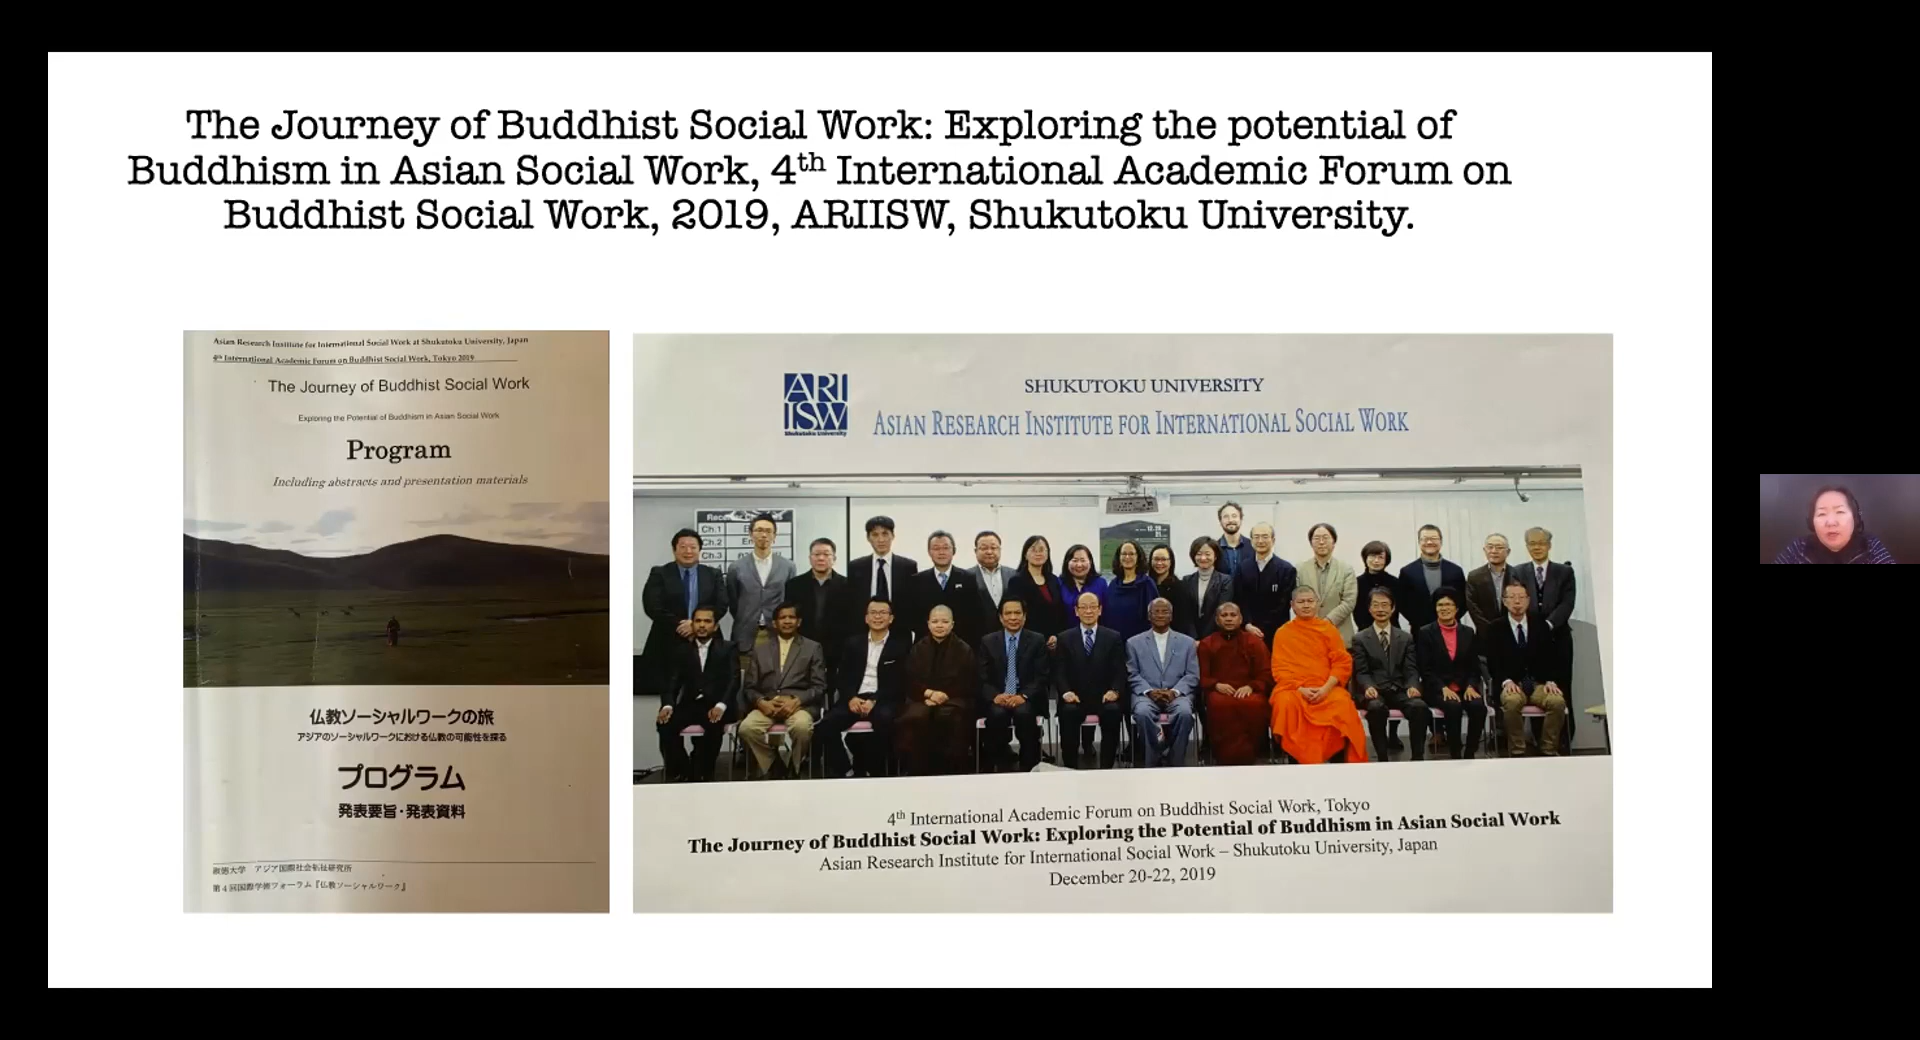 The Journey of Buddhist Social Work: Exploring the potential of
Buddhism in Asian Social Work, 4th International Academic Forum on
Buddhist Social Work, 2019, ARIISW, Shukutoku University.
Asian Research Institute for International Social Work at Shukutoku University, Japan
4th International Academic Forum on Buddhist Social Work, Tokyo 2019
The Journey of Buddhist Social Work
Exploring the Potential of Buddhism in Asian Social Work
Program
Including abstracts and presentation materials
仏教ソーシャルワークの旅
アジアのソーシャルワークにおける仏教の可能性を探る
プログラム
発表要旨・発表資料
淑徳大学 アジア国際社会福祉研究所
第4回国際学術フォーラム『仏教ソーシャルワーク』
ARI
ISW
Shukutoku University
SHUKUTOKU UNIVERSITY
ASIAN RESEARCH INSTITUTE FOR INTERNATIONAL SOCIAL WORK
Ch.1
Ch.2
Ch.3
4th International Academic Forum on Buddhist Social Work, Tokyo
The Journey of Buddhist Social Work: Exploring the Potential of Buddhism in Asian Social Work
Asian Research Institute for International Social Work – Shukutoku University, Japan
December 20-22, 2019